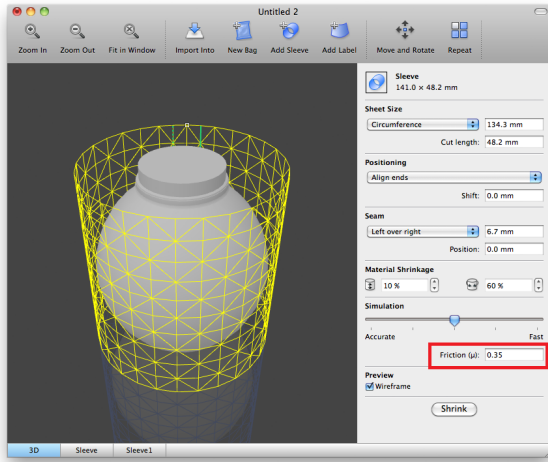 Untitled 2
Zoom In Zoom Out Fit in Window Import Into New Bag Add Sleeve Add Label Move and Rotate Repeat
Sleeve
141.0 × 48.2 mm
Sheet Size
Circumference 134.3 mm
Cut length: 48.2 mm
Positioning
Align ends
Shift: 0.0 mm
Seam
Left over right 6.7 mm
Position: 0.0 mm
Material Shrinkage
10 % 60 %
Simulation
Accurate Fast
Friction (μ): 0.35
Preview
Wireframe
Shrink
3D Sleeve Sleeve1